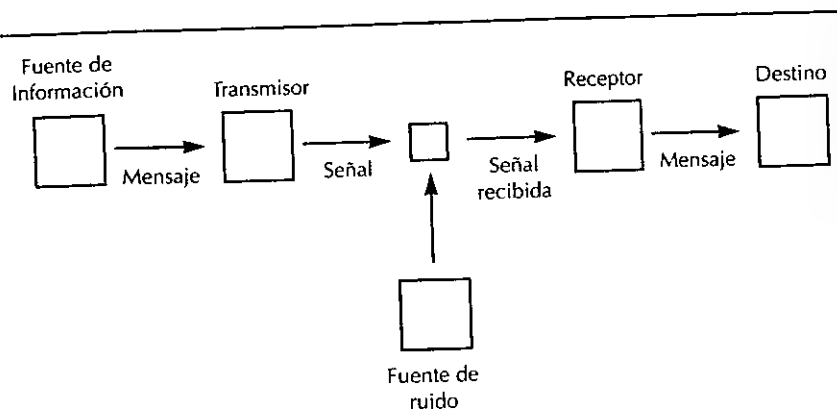 Fuente de
Información
Transmisor
Receptor
Destino
Mensaje
Señal
Señal
recibida
Mensaje
Fuente de
ruido